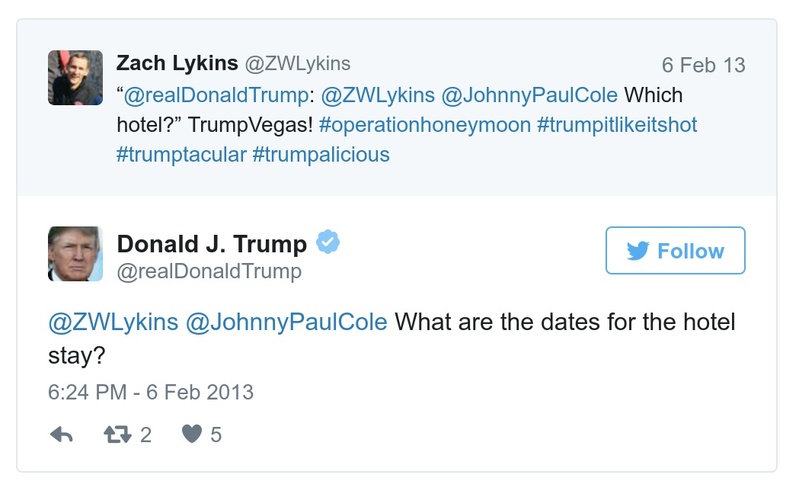 Zach Lykins @ZWLykins 6 Feb 13
“@realDonaldTrump: @ZWLykins @JohnnyPaulCole Which
hotel?” TrumpVegas! #operationhoneymoon #trumpitlikeitshot
#trumptacular #trumpalicious
Donald J. Trump
@realDonaldTrump
Follow
@ZWLykins @JohnnyPaulCole What are the dates for the hotel
stay?
6:24 PM - 6 Feb 2013
2 5